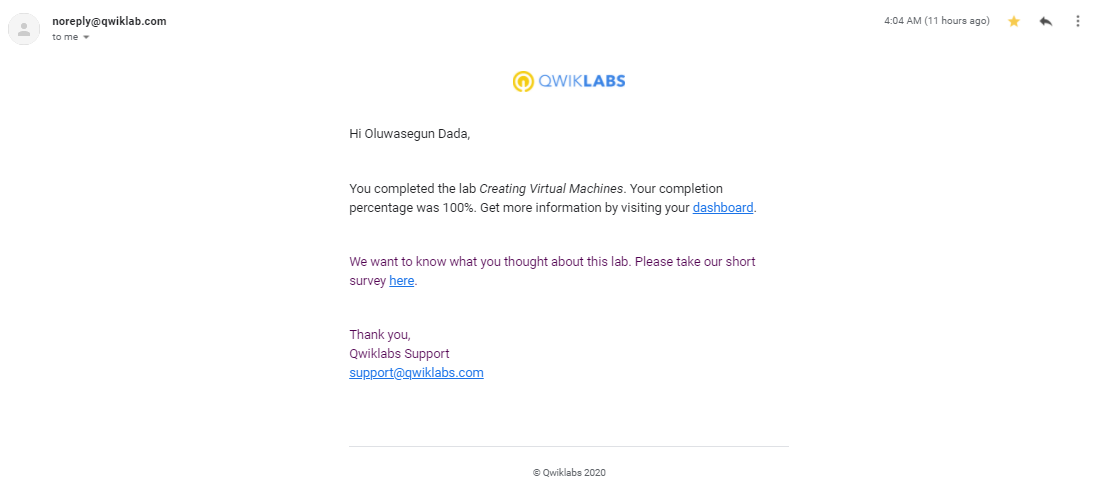 noreply@qwiklab.com
4:04 AM (11 hours ago)
to me
QWIKLABS
Hi Oluwasegun Dada,
You completed the lab Creating Virtual Machines. Your completion
percentage was 100%. Get more information by visiting your dashboard.
We want to know what you thought about this lab. Please take our short
survey here.
Thank you,
Qwiklabs Support
support@qwiklabs.com
© Qwiklabs 2020